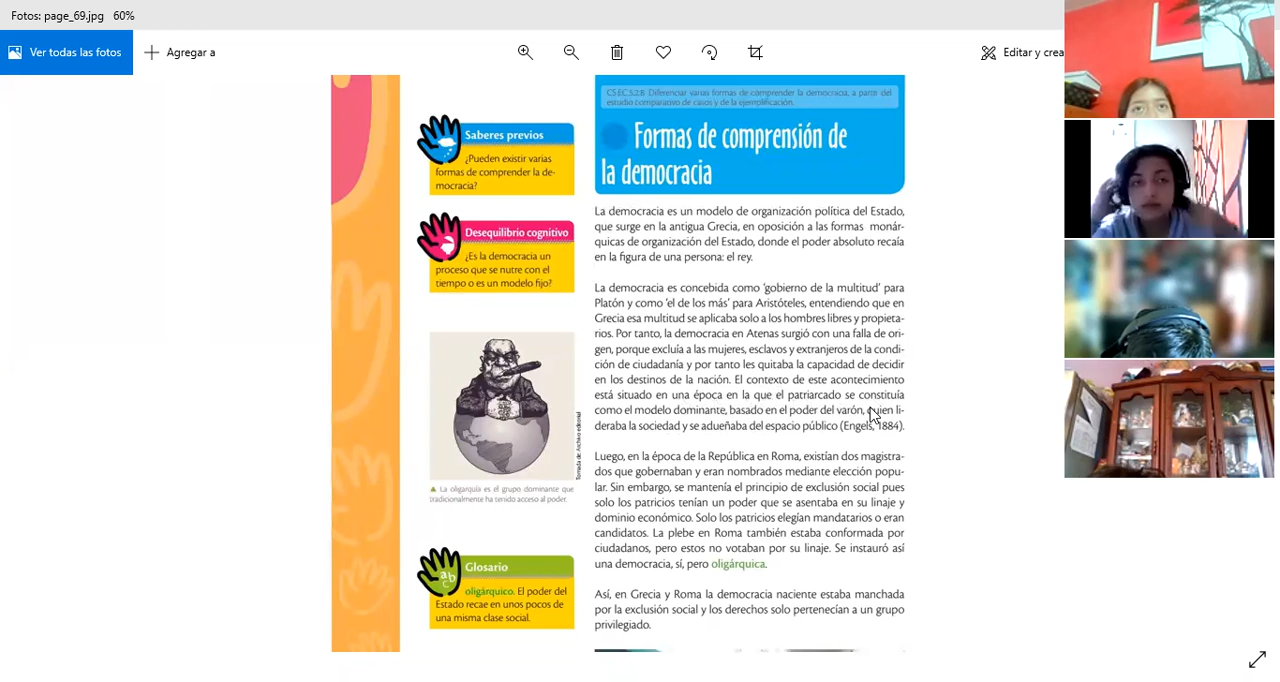 Fotos: page_69.jpg 60%
Ver todas las fotos
Agregar a
Editar y crea
CS.EC.5.2.8. Diferenciar varias formas de comprender la democracia, a parte del
estudio comparativo de casos y de la ejemplificación.
Formas de comprensión de
la democracia
Saberes previos
¿Pueden existir varias
formas de comprender la de-
mocracia?
Desequilibrio cognitivo
¿Es la democracia un
proceso que se nutre con el
tiempo o es un modelo fijo?
Tomada de: Archivo editorial
La oligarquía es el grupo dominante que
tradicionalmente ha tenido acceso al poder.
abc
Glosario
oligárquico. El poder del
Estado recae en unos pocos de
una misma clase social.
La democracia es un modelo de organización política del Estado,
que surge en la antigua Grecia, en oposición a las formas monár-
quicas de organización del Estado, donde el poder absoluto recaía
en la figura de una persona: el rey.
La democracia es concebida como ‘gobierno de la multitud’ para
Platón y como ‘el de los más’ para Aristóteles, entendiendo que en
Grecia esa multitud se aplicaba solo a los hombres libres y propieta-
rios. Por tanto, la democracia en Atenas surgió con una falla de ori-
gen, porque excluía a las mujeres, esclavos y extranjeros de la condi-
ción de ciudadanía y por tanto les quitaba la capacidad de decidir
en los destinos de la nación. El contexto de este acontecimiento
está situado en una época en la que el patriarcado se constituía
como el modelo dominante, basado en el poder del varón, quien li-
deraba la sociedad y se adueñaba del espacio público (Engels, 1884).
Luego, en la época de la República en Roma, existían dos magistra-
dos que gobernaban y eran nombrados mediante elección popu-
lar. Sin embargo, se mantenía el principio de exclusión social pues
solo los patricios tenían un poder que se asentaba en su linaje y
dominio económico. Solo los patricios elegían mandatarios o eran
candidatos. La plebe en Roma también estaba conformada por
ciudadanos, pero estos no votaban por su linaje. Se instauró así
una democracia, sí, pero oligárquica.
Así, en Grecia y Roma la democracia naciente estaba manchada
por la exclusión social y los derechos solo pertenecían a un grupo
privilegiado.